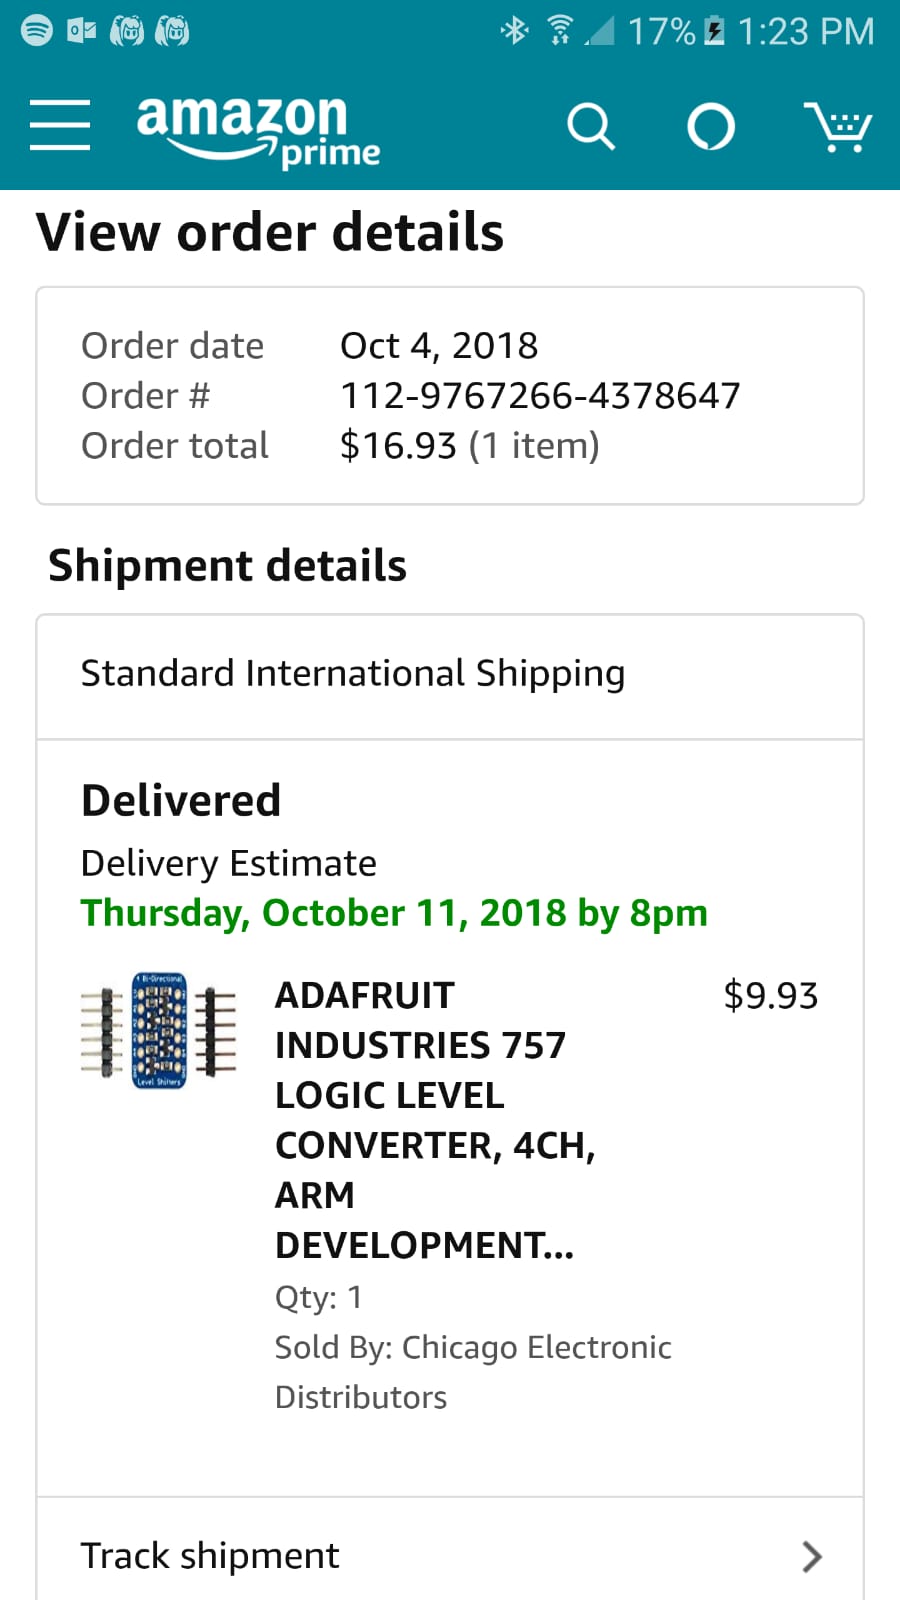 17% 1:23 PM
amazon
prime
View order details
Order date Oct 4, 2018
Order # 112-9767266-4378647
Order total $16.93 (1 item)
Shipment details
Standard International Shipping
Delivered
Delivery Estimate
Thursday, October 11, 2018 by 8pm
Bi-Directional
Level Shifters
ADAFRUIT $9.93
INDUSTRIES 757
LOGIC LEVEL
CONVERTER, 4CH,
ARM
DEVELOPMENT...
Qty: 1
Sold By: Chicago Electronic
Distributors
Track shipment